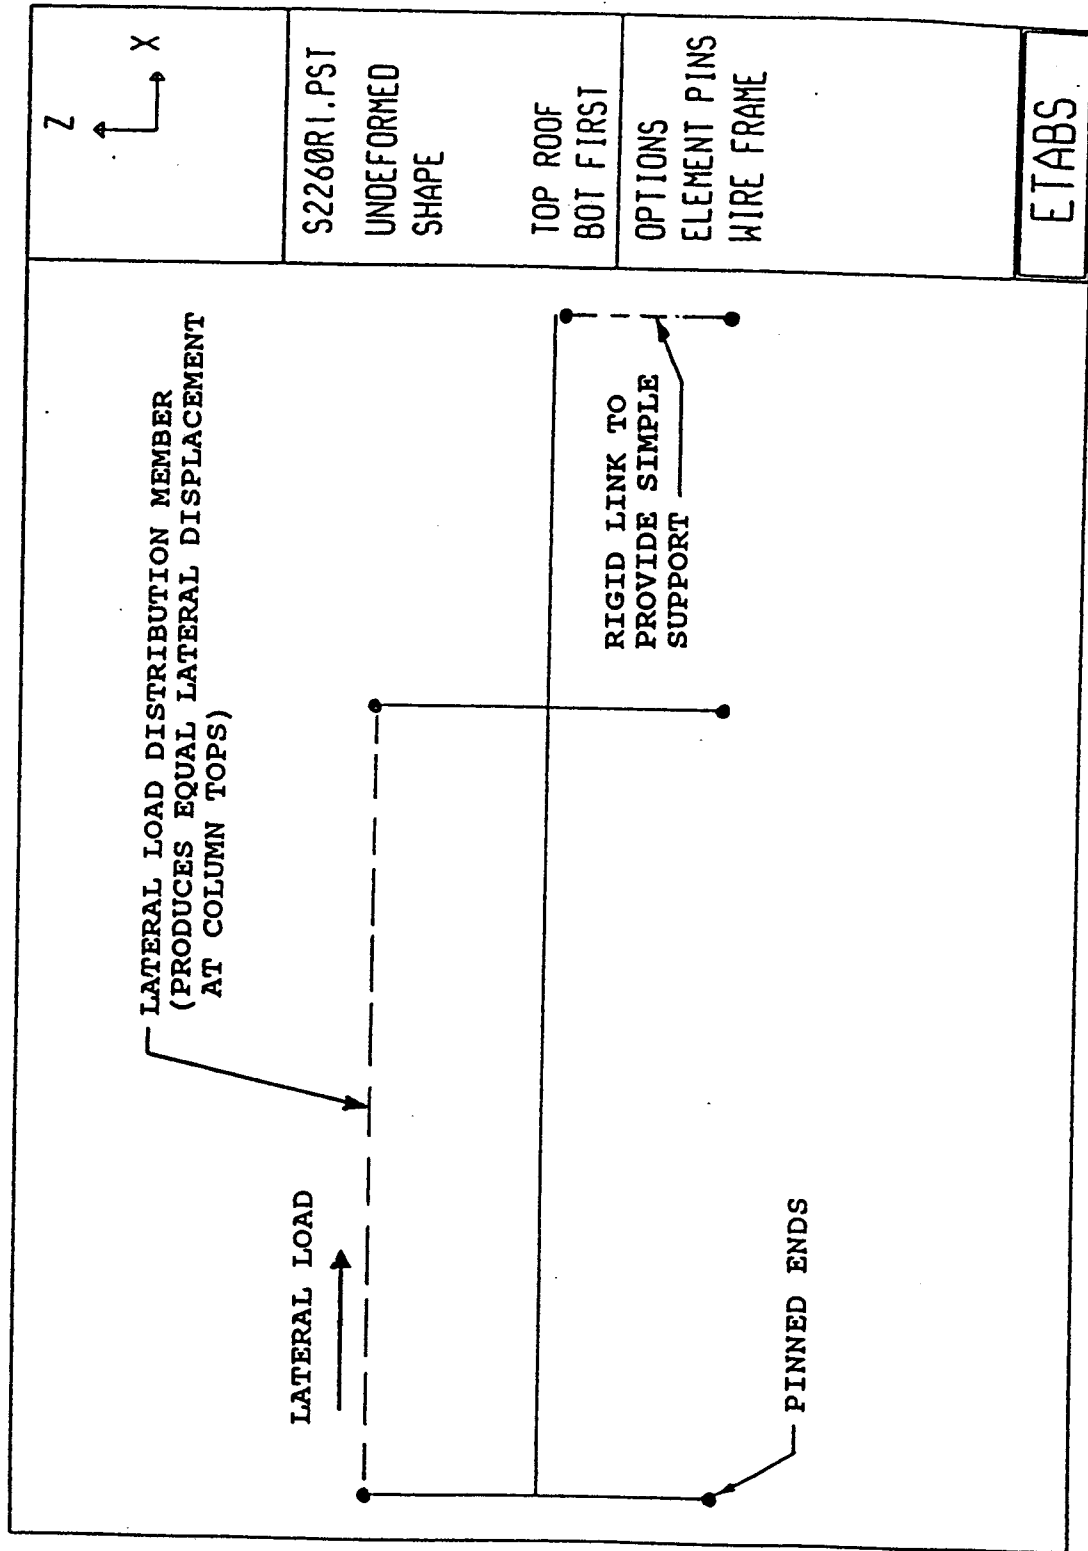 LATERAL LOAD DISTRIBUTION MEMBER
(PRODUCES EQUAL LATERAL DISPLACEMENT
AT COLUMN TOPS)
LATERAL LOAD
RIGID LINK TO
PROVIDE SIMPLE
SUPPORT
PINNED ENDS
Z
X
S2260R1.PST
UNDEFORMED
SHAPE
TOP ROOF
BOT FIRST
OPTIONS
ELEMENT PINS
WIRE FRAME
ETABS